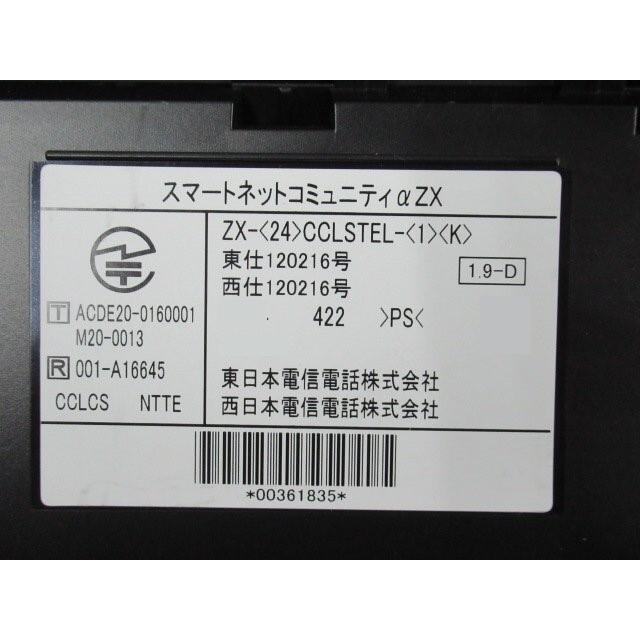 スマートネットコミュニティαZX
ZX-<24>CCLSTEL-<1><K>
東仕120216号
西仕120216号
1.9-D
422 >PS<
T ACDE20-0160001
M20-0013
R 001-A16645
CCLCS NTTE
東日本電信電話株式会社
西日本電信電話株式会社
*00361835*